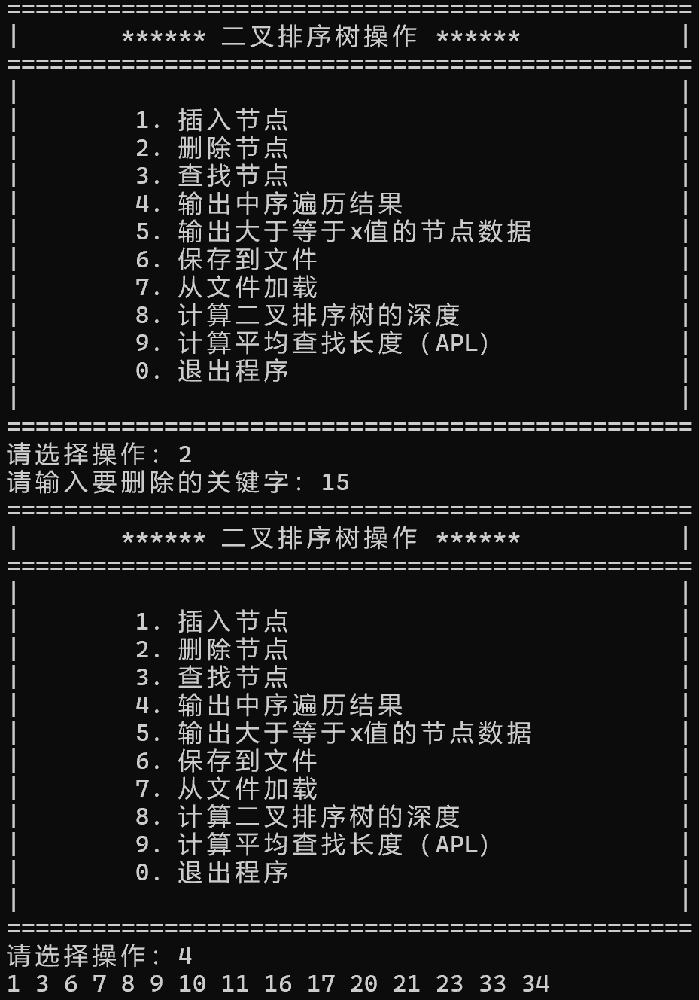 ================================================
|       ****** 二叉排序树操作 ******           |
================================================
|                                              |
|        1. 插入节点                           |
|        2. 删除节点                           |
|        3. 查找节点                           |
|        4. 输出中序遍历结果                   |
|        5. 输出大于等于x值的节点数据          |
|        6. 保存到文件                         |
|        7. 从文件加载                         |
|        8. 计算二叉排序树的深度               |
|        9. 计算平均查找长度（APL）            |
|        0. 退出程序                           |
|                                              |
================================================
请选择操作: 2
请输入要删除的关键字: 15
================================================
|       ****** 二叉排序树操作 ******           |
================================================
|                                              |
|        1. 插入节点                           |
|        2. 删除节点                           |
|        3. 查找节点                           |
|        4. 输出中序遍历结果                   |
|        5. 输出大于等于x值的节点数据          |
|        6. 保存到文件                         |
|        7. 从文件加载                         |
|        8. 计算二叉排序树的深度               |
|        9. 计算平均查找长度（APL）            |
|        0. 退出程序                           |
|                                              |
================================================
请选择操作: 4
1 3 6 7 8 9 10 11 16 17 20 21 23 33 34